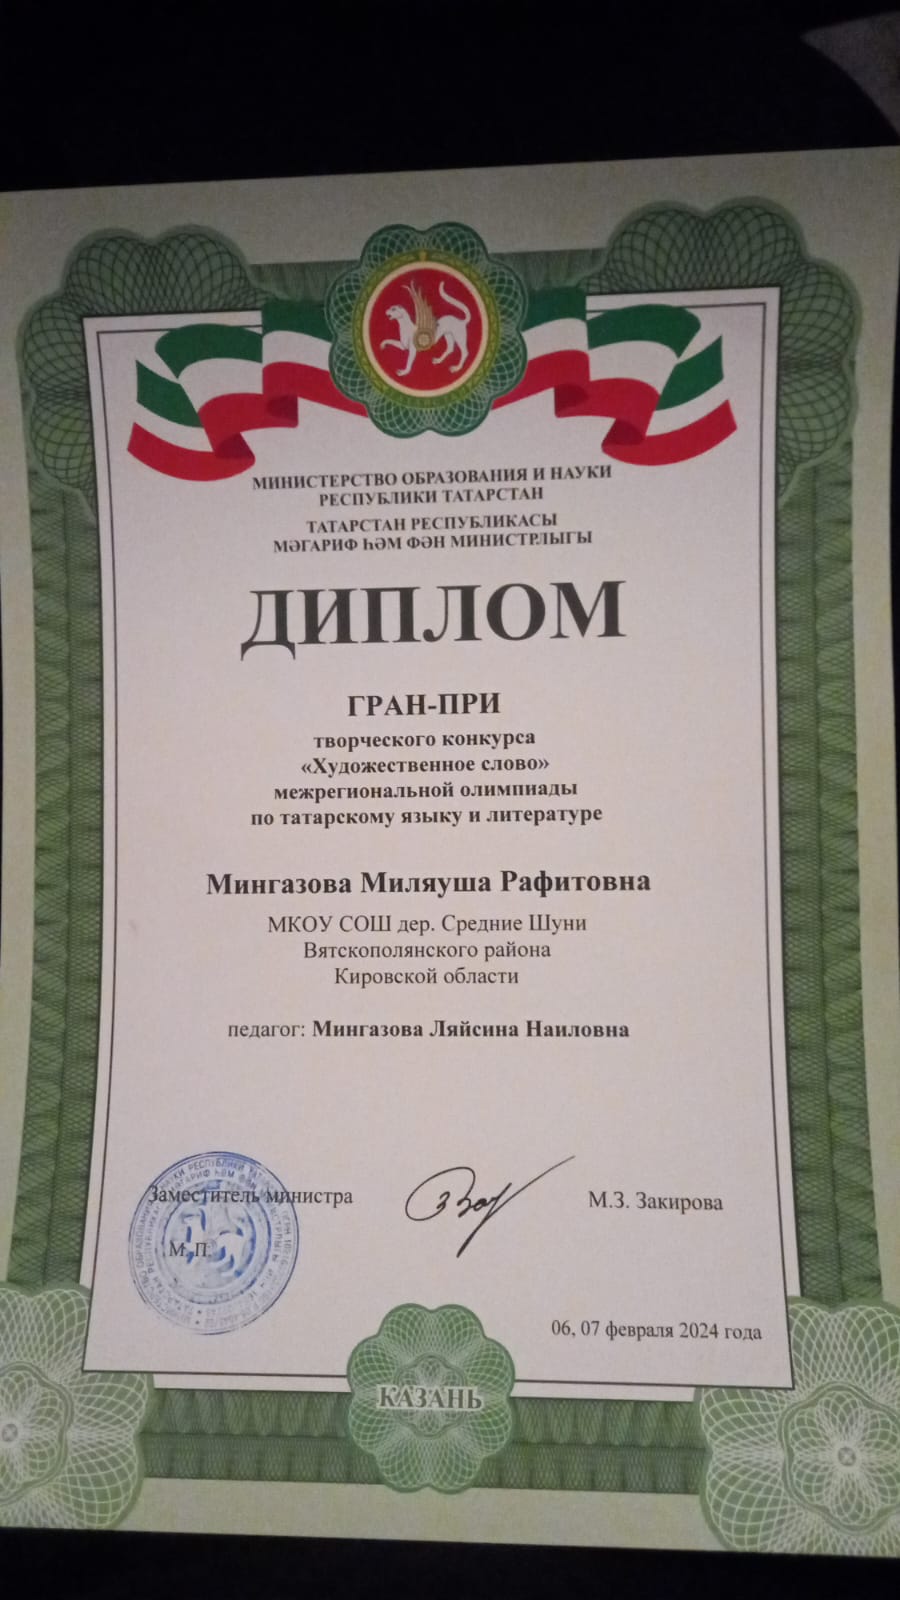 МИНИСТЕРСТВО ОБРАЗОВАНИЯ И НАУКИ
РЕСПУБЛИКИ ТАТАРСТАН
ТАТАРСТАН РЕСПУБЛИКАСЫ
МӘГАРИФ ҺӘМ ФӘН МИНИСТРЛЫГЫ
ДИПЛОМ
ГРАН-ПРИ
творческого конкурса
«Художественное слово»
межрегиональной олимпиады
по татарскому языку и литературе
Мингазова Миляуша Рафитовна
МКОУ СОШ дер. Средние Шуни
Вятскополянского района
Кировской области
педагог: Мингазова Ляйсина Наиловна
Заместитель министра
М.З. Закирова
М. П.
06, 07 февраля 2024 года
КАЗАНЬ